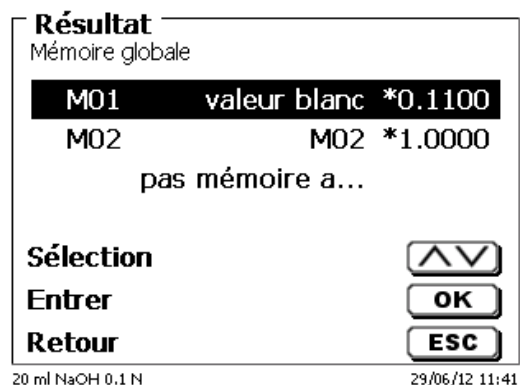 Résultat
Mémoire globale
M01 valeur blanc *0.1100
M02 M02 *1.0000
pas mémoire a...
Sélection
Entrer OK
Retour ESC
20 ml NaOH 0.1 N 29/06/12 11:41